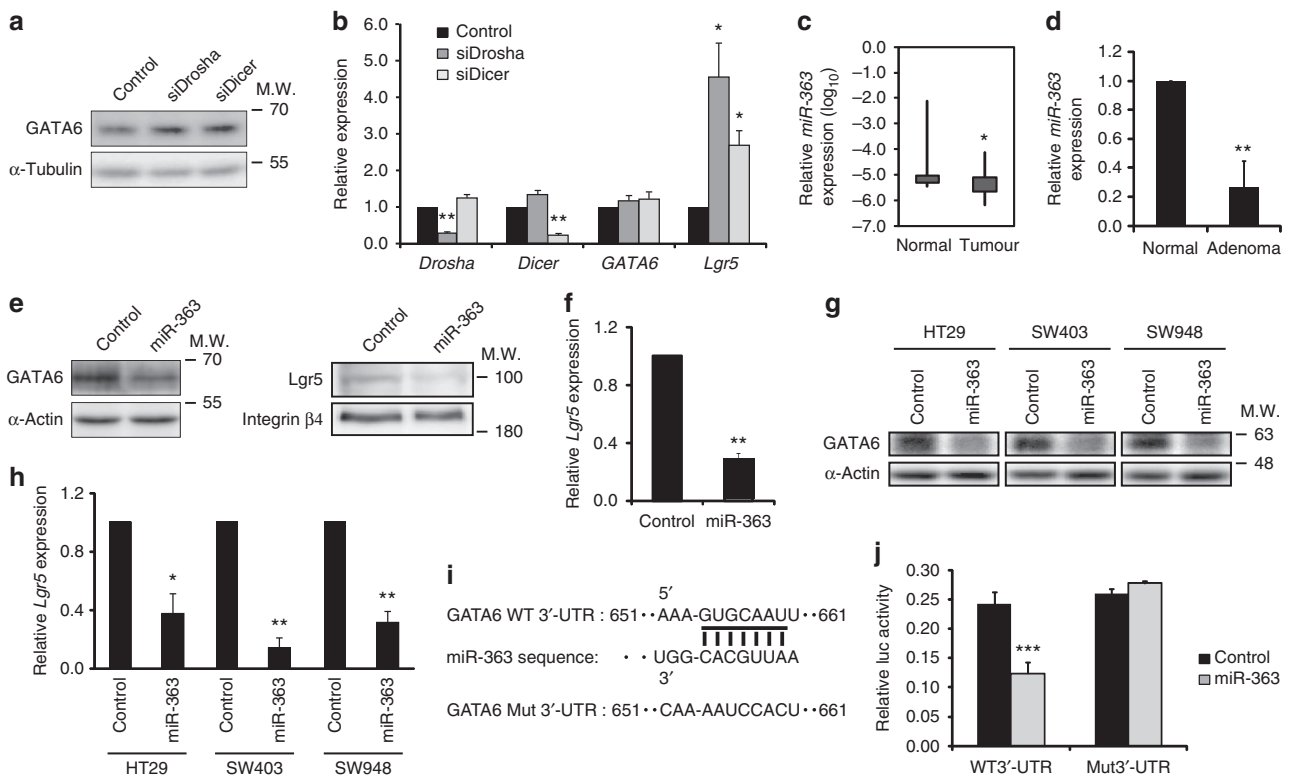 a
Control
siDrosha
siDicer
M.W.
GATA6
70
α-Tubulin
55
b
Relative expression
6.0
5.0
4.0
3.0
2.0
1.0
0.0
Control
siDrosha
siDicer
**
**
*
*
Drosha
Dicer
GATA6
Lgr5
c
Relative miR-363
expression (log10)
0.0
–1.0
–2.0
–3.0
–4.0
–5.0
–6.0
–7.0
*
Normal
Tumour
d
Relative miR-363
expression
1.2
1.0
0.8
0.6
0.4
0.2
0.0
**
Normal
Adenoma
e
Control
miR-363
M.W.
GATA6
70
α-Actin
55
Control
miR-363
M.W.
Lgr5
100
Integrin β4
180
f
Relative Lgr5 expression
1.2
0.8
0.4
0.0
**
Control
miR-363
g
HT29
SW403
SW948
Control
miR-363
Control
miR-363
Control
miR-363
M.W.
GATA6
63
α-Actin
48
h
Relative Lgr5 expression
1.2
0.8
0.4
0.0
*
**
**
Control
miR-363
Control
miR-363
Control
miR-363
HT29
SW403
SW948
i
5′
GATA6 WT 3′-UTR : 651··AAA-GUGCAAUU··661
miR-363 sequence: · · UGG-CACGUUAA
3′
GATA6 Mut 3′-UTR : 651··CAA-AAUCCACU··661
j
Relative luc activity
0.30
0.25
0.20
0.15
0.10
0.05
0.00
***
Control
miR-363
WT3′-UTR
Mut3′-UTR